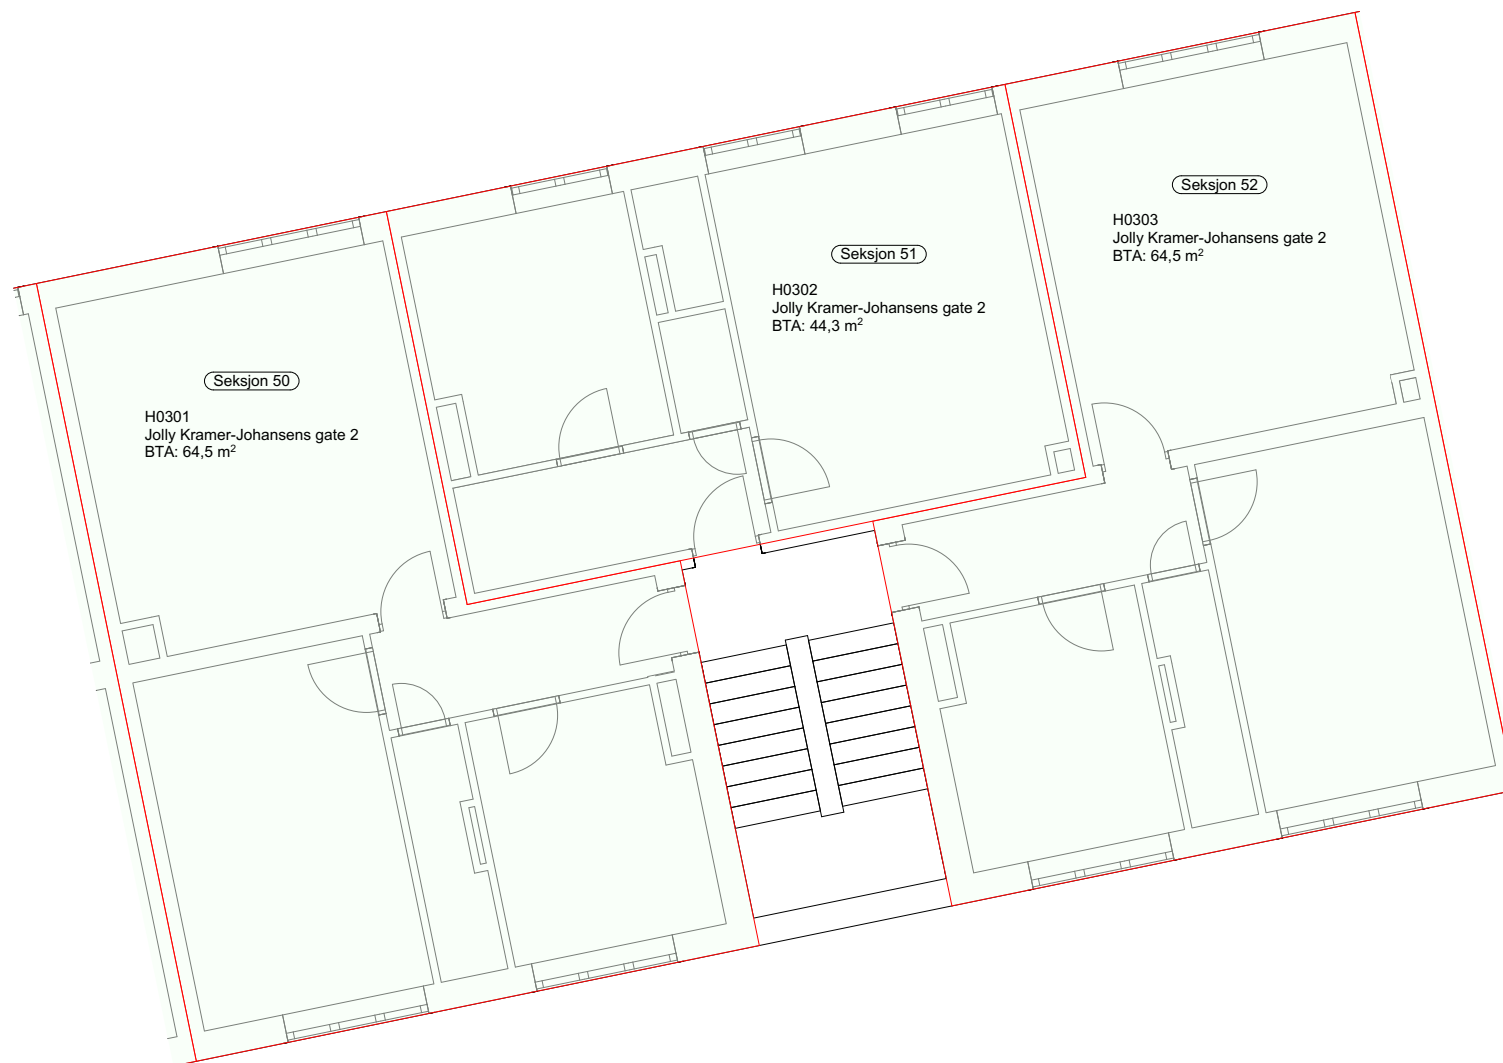 Seksjon 50
H0301
Jolly Kramer-Johansens gate 2
BTA: 64,5 m²
Seksjon 51
H0302
Jolly Kramer-Johansens gate 2
BTA: 44,3 m²
Seksjon 52
H0303
Jolly Kramer-Johansens gate 2
BTA: 64,5 m²